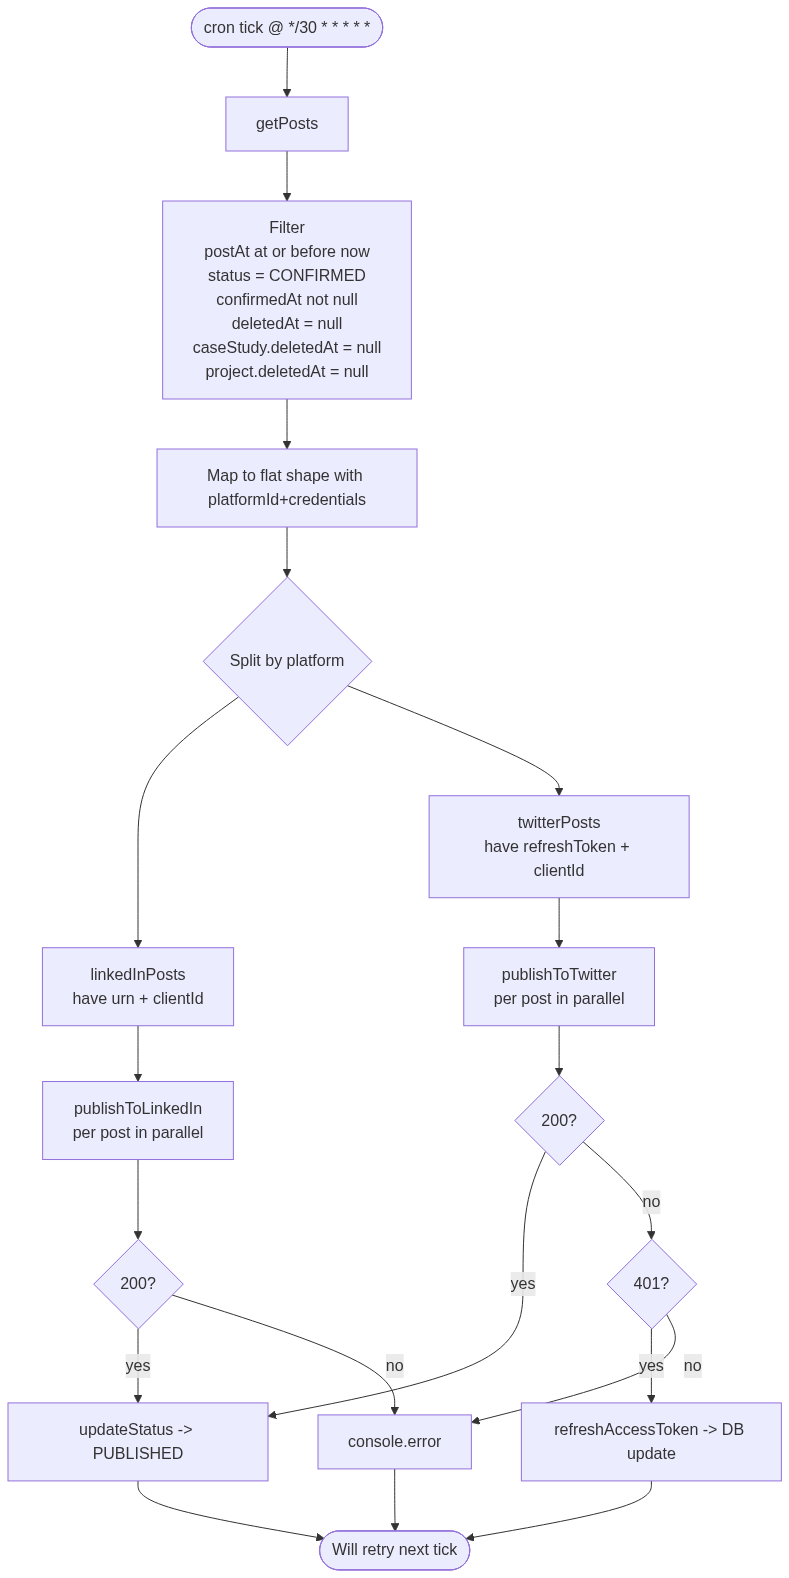 cron tick @ */30 * * * * *
getPosts
Filter
postAt at or before now
status = CONFIRMED
confirmedAt not null
deletedAt = null
caseStudy.deletedAt = null
project.deletedAt = null
Map to flat shape with
platformId+credentials
Split by platform
twitterPosts
have refreshToken +
clientId
linkedInPosts
have urn + clientId
publishToTwitter
per post in parallel
publishToLinkedIn
per post in parallel
200?
no
200?
yes
401?
yes
no
yes
no
updateStatus ->
PUBLISHED
console.error
refreshAccessToken -> DB
update
Will retry next tick